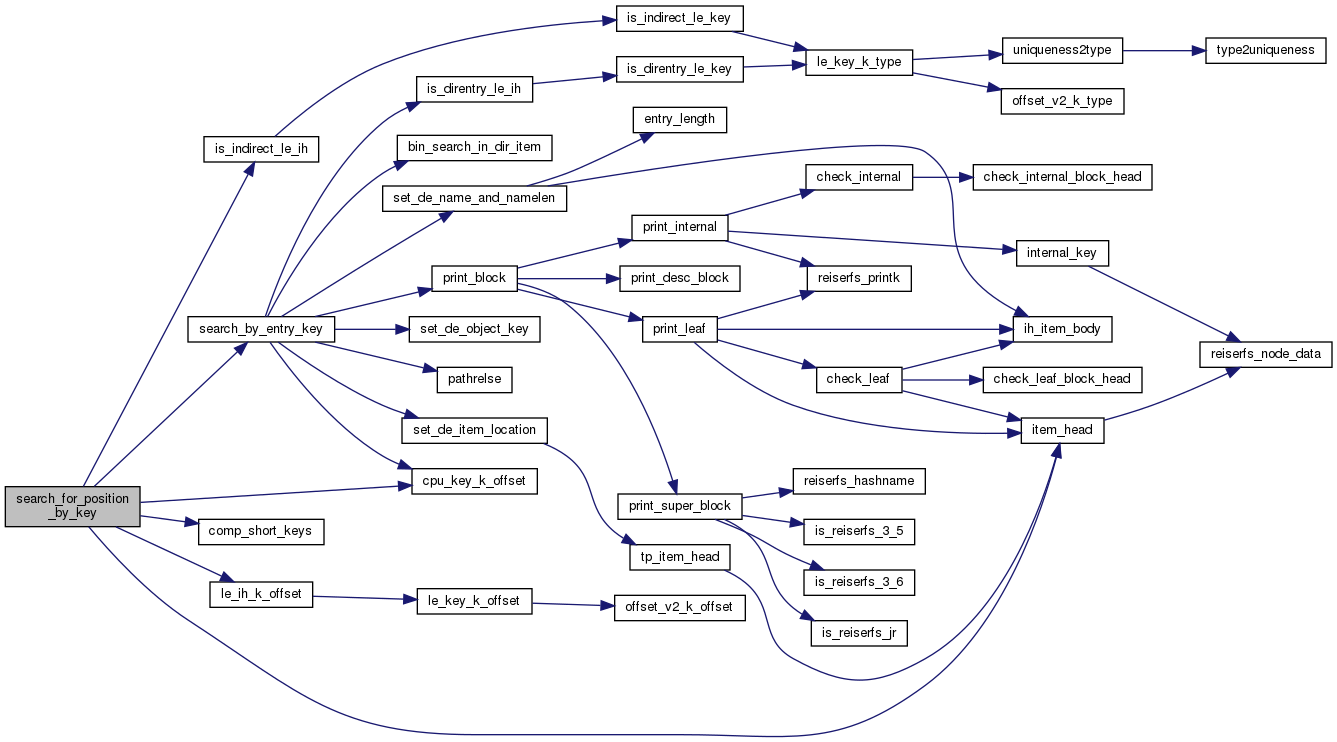 is_indirect_le_key
uniqueness2type
type2uniqueness
le_key_k_type
is_direntry_le_key
is_direntry_le_ih
offset_v2_k_type
entry_length
is_indirect_le_ih
bin_search_in_dir_item
check_internal
check_internal_block_head
set_de_name_and_namelen
print_internal
internal_key
print_block
print_desc_block
reiserfs_printk
search_by_entry_key
set_de_object_key
print_leaf
ih_item_body
reiserfs_node_data
pathrelse
check_leaf
check_leaf_block_head
set_de_item_location
item_head
cpu_key_k_offset
reiserfs_hashname
search_for_position
_by_key
print_super_block
comp_short_keys
is_reiserfs_3_5
tp_item_head
is_reiserfs_3_6
le_ih_k_offset
le_key_k_offset
offset_v2_k_offset
is_reiserfs_jr